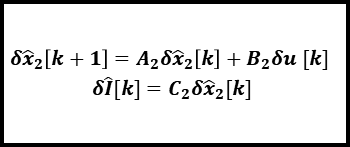 δx̂₂[k + 1] = A₂δx̂₂[k] + B₂δu [k]
δÎ[k] = C₂δx̂₂[k]